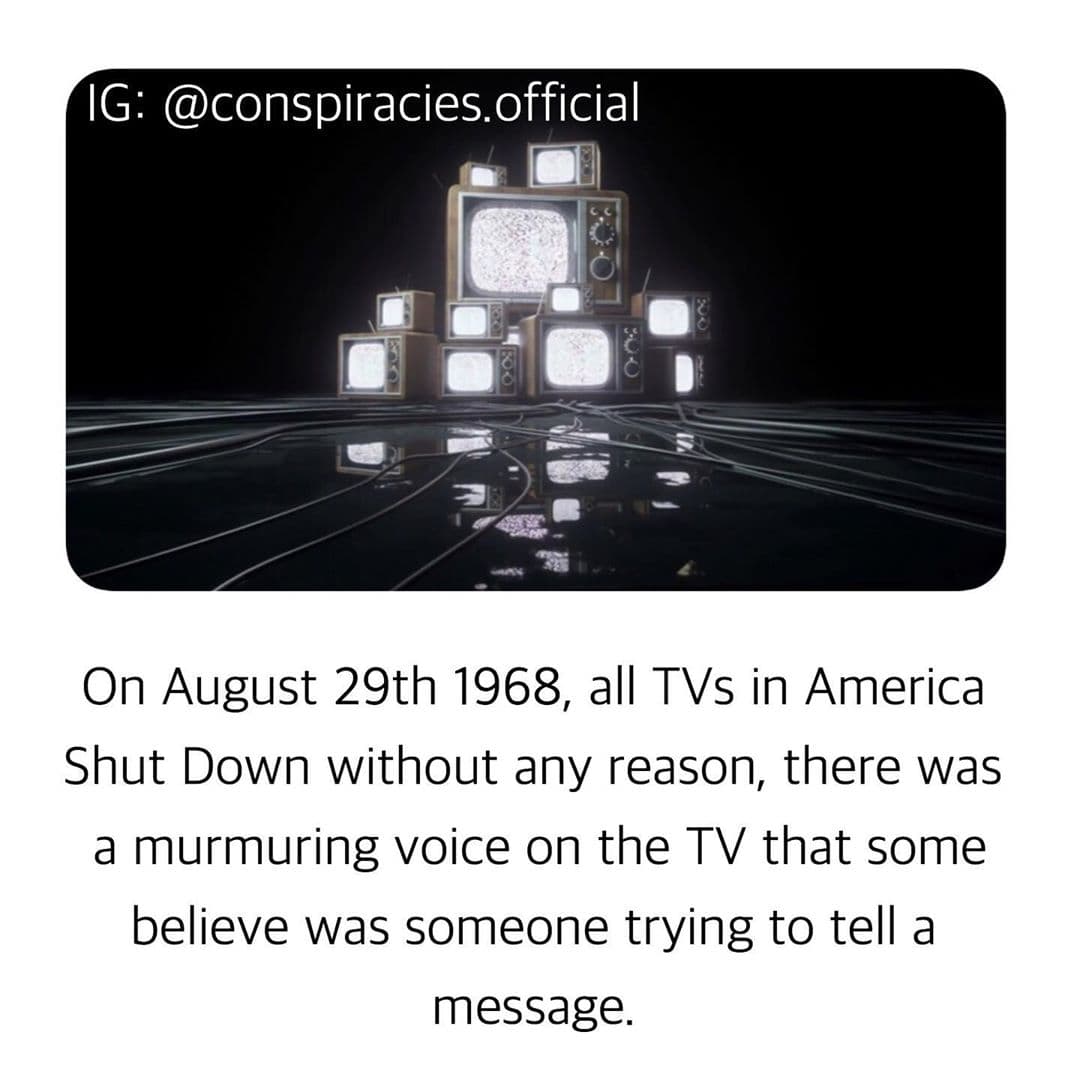 IG: @conspiracies.official
On August 29th 1968, all TVs in America
Shut Down without any reason, there was
a murmuring voice on the TV that some
believe was someone trying to tell a
message.